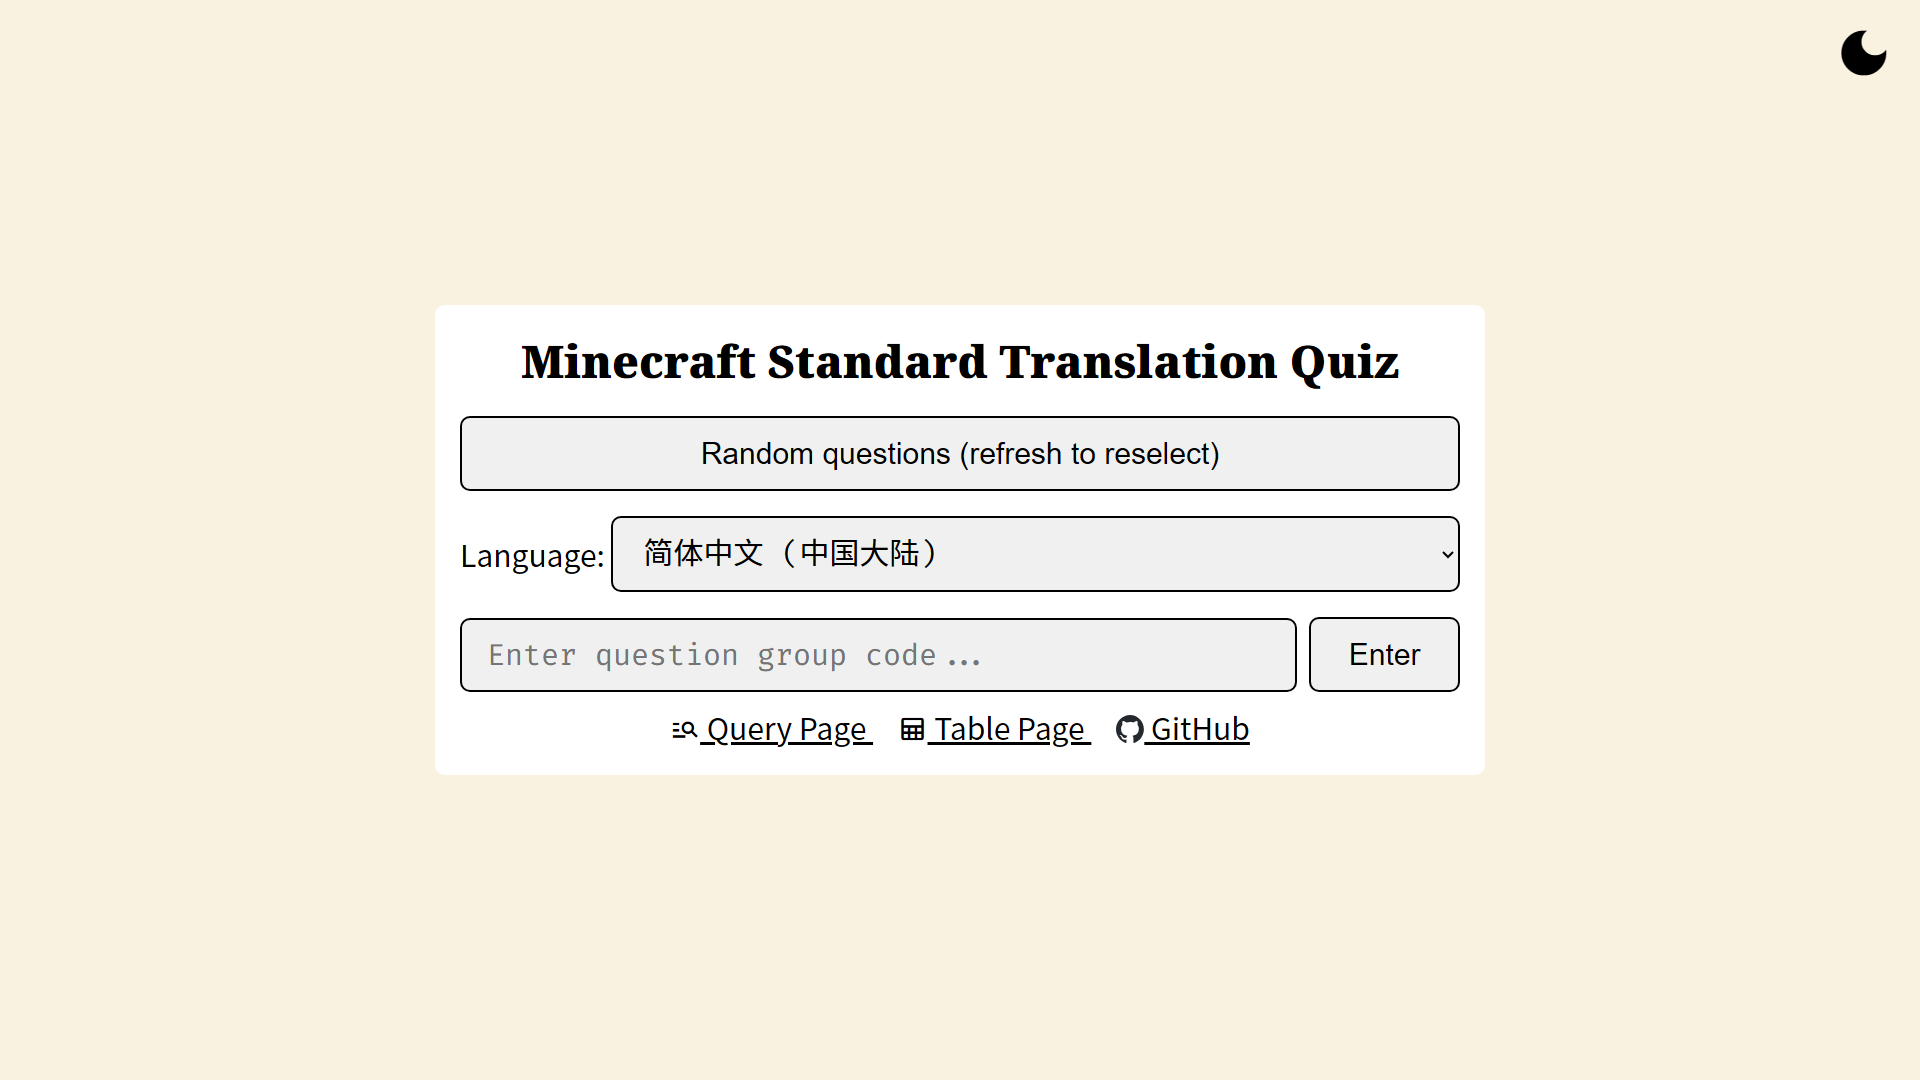 Minecraft Standard Translation Quiz
Random questions (refresh to reselect)
Language: 简体中文（中国大陆）
Enter question group code... Enter
Query Page Table Page GitHub